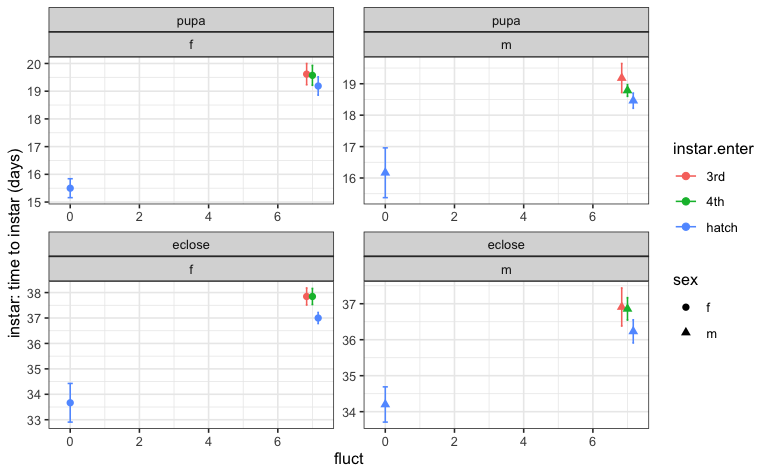 pupa
pupa
f
m
20
19
18
17
16
15
19
18
17
16
0 2 4 6
0 2 4 6
eclose
eclose
f
m
38
37
36
35
34
33
37
36
35
34
0 2 4 6
0 2 4 6
fluct
instar: time to instar (days)
instar.enter
3rd
4th
hatch
sex
f
m